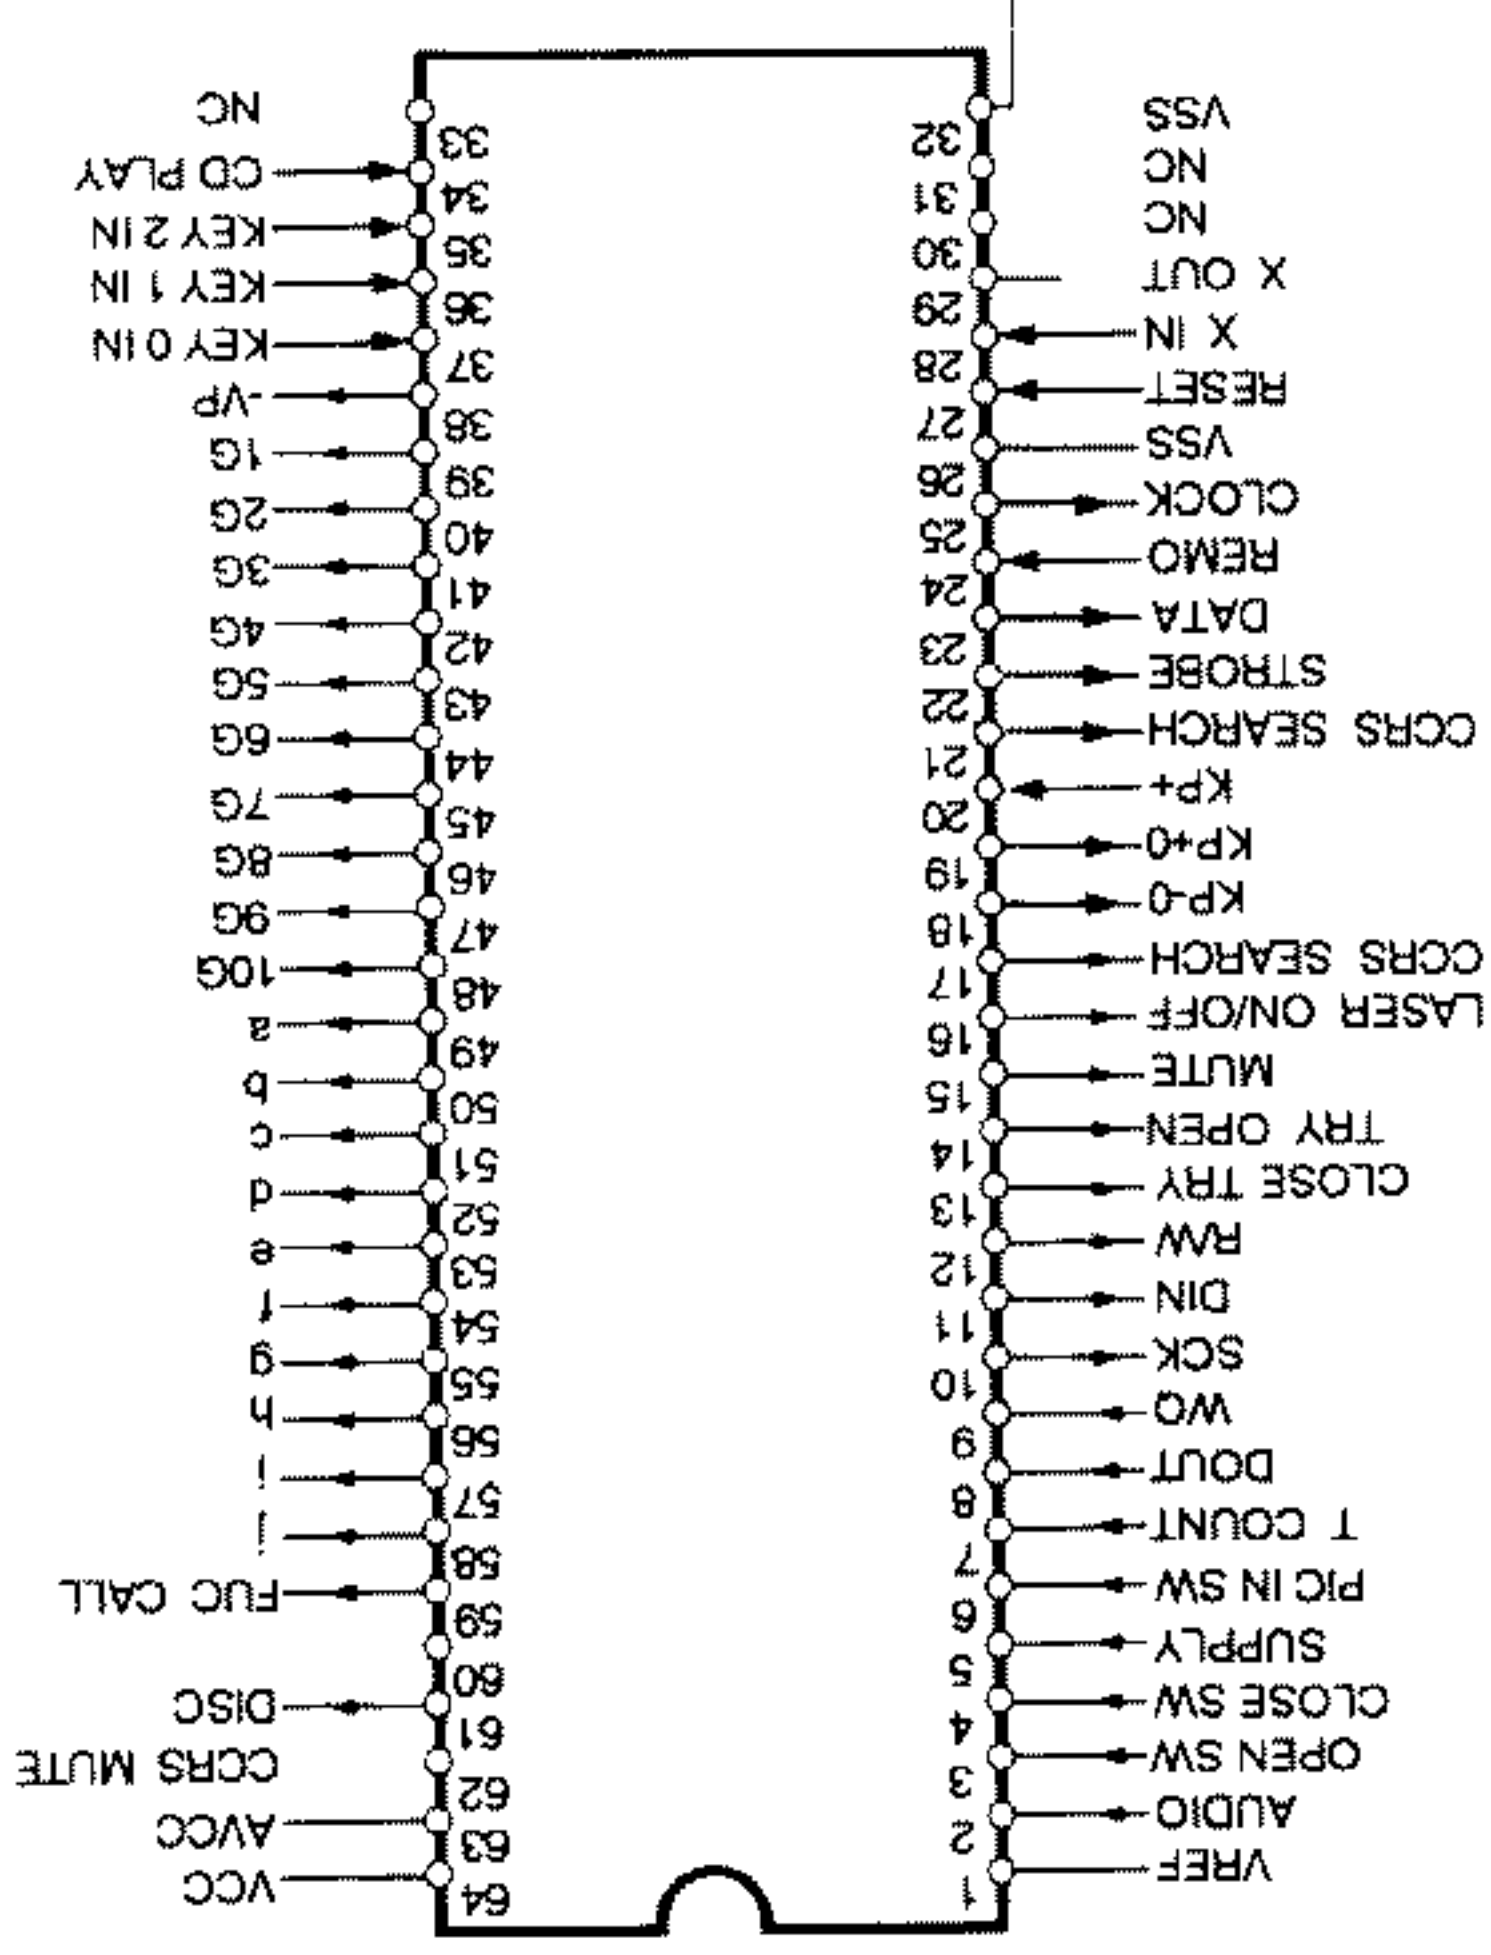 VREF 1 64 VCC
AUDIO 2 63 AVCC
OPEN SW 3 62 CCRS MUTE
CLOSE SW 4 61 DISC
SUPPLY 5 60
PIC IN SW 6 59 FUC CALL
T COUNT 7 58 j
DOUT 8 57 i
WQ 9 56 h
SCK 10 55 g
DIN 11 54 f
R/W 12 53 e
CLOSE TRY 13 52 d
TRY OPEN 14 51 c
MUTE 15 50 b
LASER ON/OFF 16 49 a
CCRS SEARCH 17 48 10G
KP-0 18 47 9G
KP+0 19 46 8G
KP+ 20 45 7G
CCRS SEARCH 21 44 6G
STROBE 22 43 5G
DATA 23 42 4G
REMO 24 41 3G
CLOCK 25 40 2G
VSS 26 39 1G
RESET 27 38 -VP
X IN 28 37 KEY 0 IN
X OUT 29 36 KEY 1 IN
NC 30 35 KEY 2 IN
NC 31 34 CD PLAY
VSS 32 33 NC